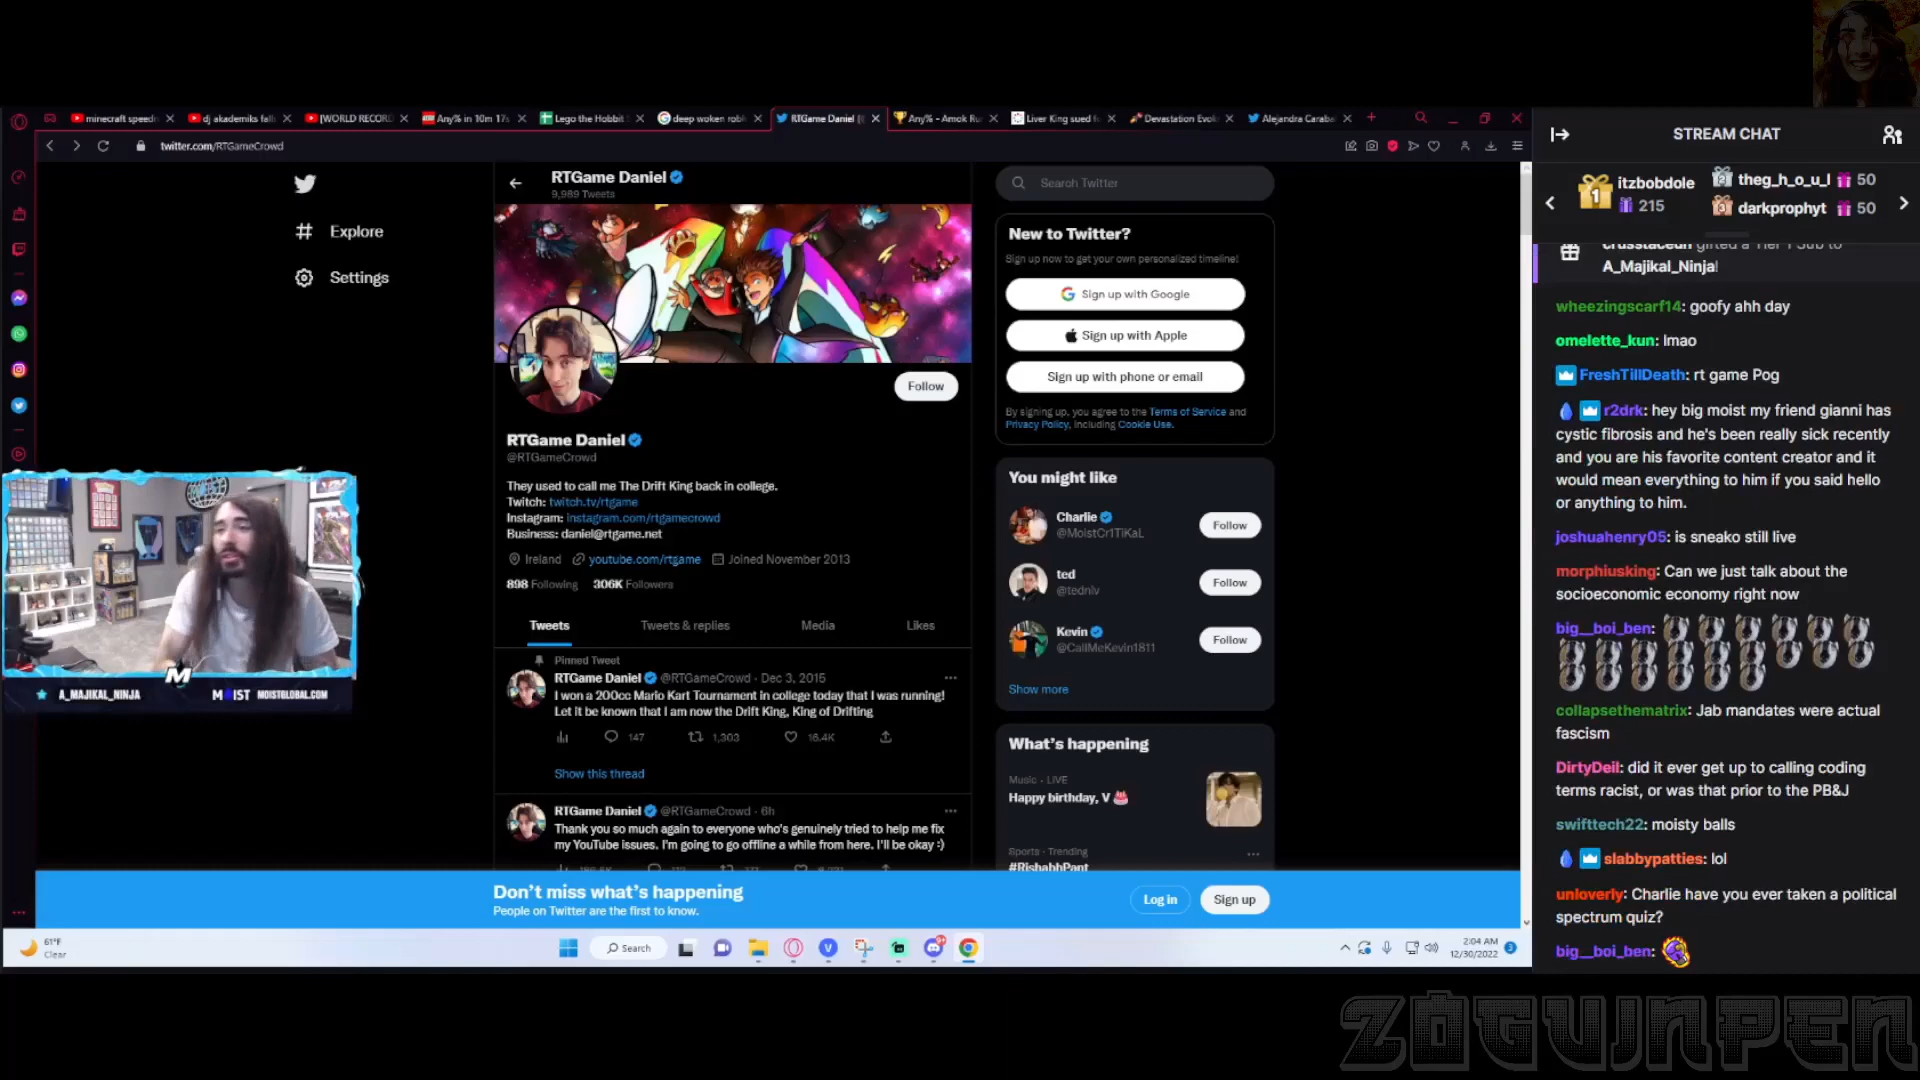 minecraft speedr
dj akademiks fall
[WORLD RECORD
Any% in 10m 17s
Lego the Hobbit
deep woken robl
RTGame Daniel (
Any% - Amok Ru
Liver King sued f
Devastation Evok
Alejandra Carabal
twitter.com/RTGameCrowd
Explore
Settings
RTGame Daniel
9,989 Tweets
Follow
RTGame Daniel
@RTGameCrowd
They used to call me The Drift King back in college.
Twitch: twitch.tv/rtgame
Instagram: instagram.com/rtgamecrowd
Business: daniel@rtgame.net
Ireland youtube.com/rtgame Joined November 2013
898 Following 306K Followers
Tweets Tweets & replies Media Likes
Pinned Tweet
RTGame Daniel @RTGameCrowd · Dec 3, 2015
I won a 200cc Mario Kart Tournament in college today that I was running!
Let it be known that I am now the Drift King, King of Drifting
147 1,303 16.4K
Show this thread
RTGame Daniel @RTGameCrowd · 6h
Thank you so much again to everyone who's genuinely tried to help me fix
my YouTube issues. I'm going to go offline a while from here. I'll be okay :)
Search Twitter
New to Twitter?
Sign up now to get your own personalized timeline!
Sign up with Google
Sign up with Apple
Sign up with phone or email
By signing up, you agree to the Terms of Service and
Privacy Policy, including Cookie Use.
You might like
Charlie
@MoistCr1TiKaL
Follow
ted
@tedniv
Follow
Kevin
@CallMeKevin1811
Follow
Show more
What's happening
Music · LIVE
Happy birthday, V
Sports · Trending
#RishabhPant
Don't miss what's happening
People on Twitter are the first to know.
Log in
Sign up
A_MAJIKAL_NINJA
M
MOIST MOISTGLOBAL.COM
61°F
Clear
Search
2:04 AM
12/30/2022
3
STREAM CHAT
1
itzbobdole
215
theg_h_o_u_l 50
darkprophyt 50
crusstaceun gifted a Tier 1 Sub to
A_Majikal_Ninja!
wheezingscarf14: goofy ahh day
omelette_kun: lmao
FreshTillDeath: rt game Pog
r2drk: hey big moist my friend gianni has
cystic fibrosis and he's been really sick recently
and you are his favorite content creator and it
would mean everything to him if you said hello
or anything to him.
joshuahenry05: is sneako still live
morphiusking: Can we just talk about the
socioeconomic economy right now
big__boi_ben:
collapsethematrix: Jab mandates were actual
fascism
DirtyDeil: did it ever get up to calling coding
terms racist, or was that prior to the PB&J
swifttech22: moisty balls
slabbypatties: lol
unloverly: Charlie have you ever taken a political
spectrum quiz?
big__boi_ben:
ZOGUJNPEN